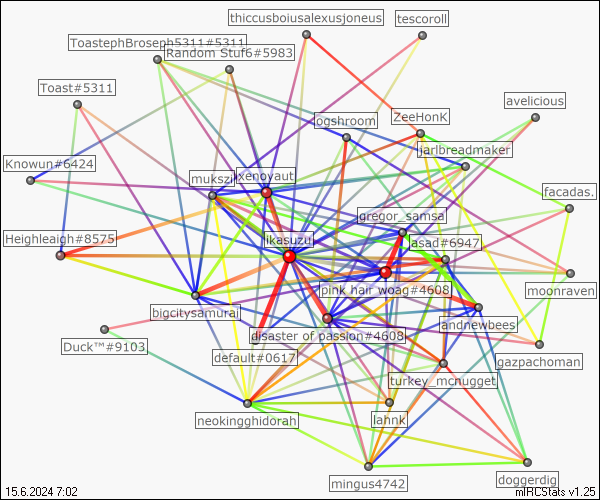 thiccusboiusalexusjoneus
tescoroll
ToastephBroseph5311#5311
Random Stuf6#5983
Toast#5311
avelicious
ogshroom
ZeeHonK
jarlbreadmaker
Knowun#6424
mukszi
xenoyaut
facadas.
gregor_samsa
Heighleaigh#8575
likasuzu
jasad#6947
pink hair woag#4608
moonraven
bigcitysamurai
andnewbees
disaster of passion#4608
Duck™#9103
default#0617
gazpachoman
turkey_mcnugget
neokingghidorah
lahnk
mingus4742
doggerdig
15.6.2024 7:02
mIRCStats v1.25